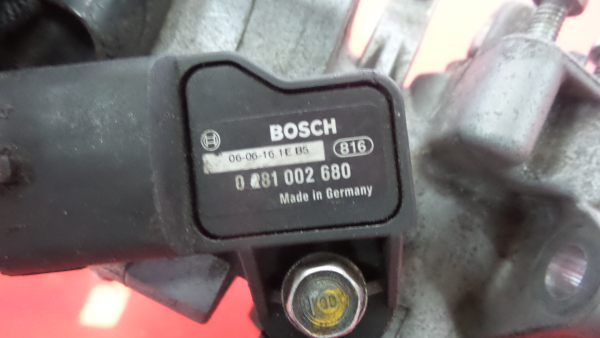 BOSCH
06-06-16 1E B5
816
0 281 002 680
Made in Germany